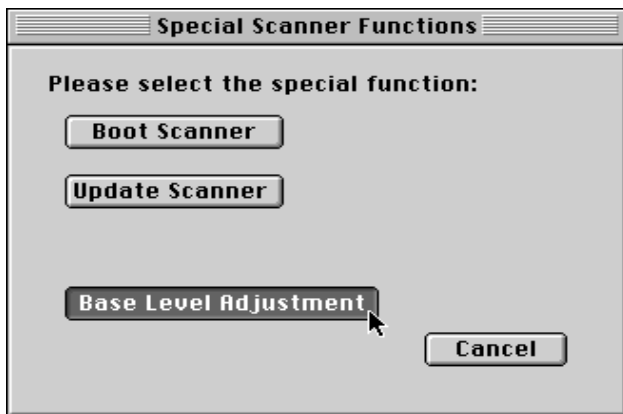 Special Scanner Functions
Please select the special function:
Boot Scanner
Update Scanner
Base Level Adjustment
Cancel